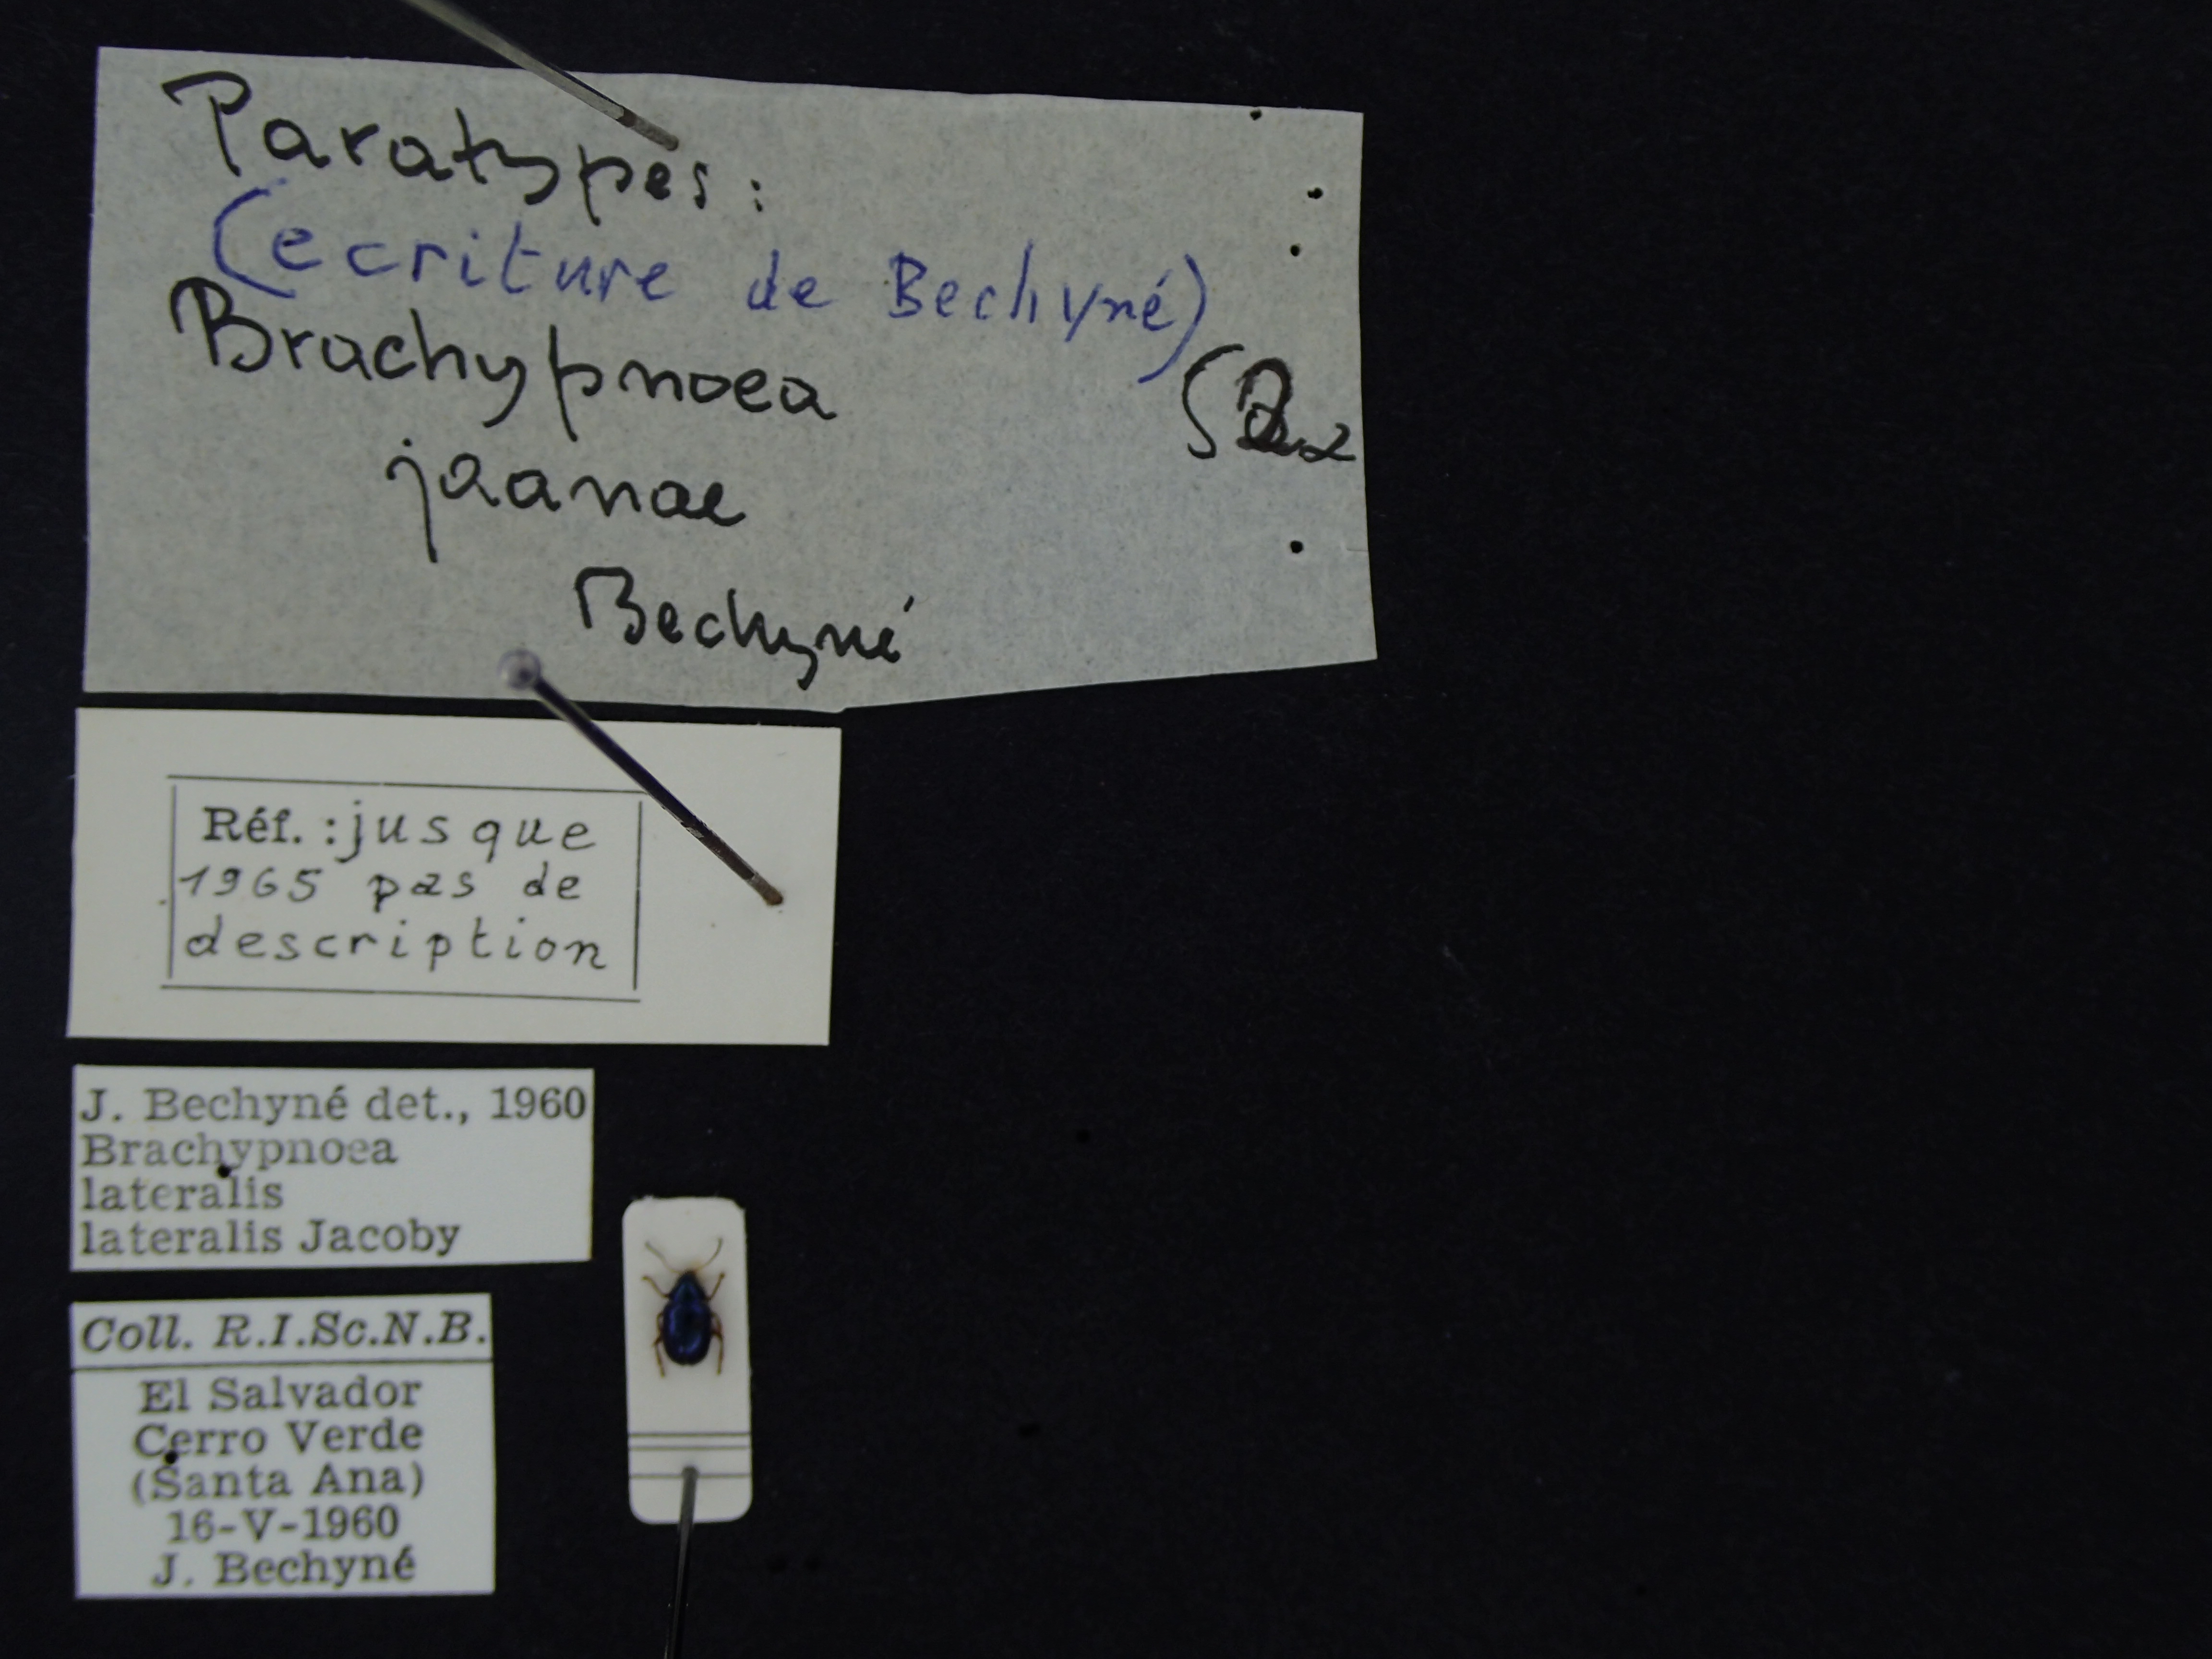 Paratypes:
(ecriture de Bechyné)
Brachypnoea
jaanae
Bechyné
Réf. : jusque
1965 pas de
description
J. Bechyné det., 1960
Brachypnoea
lateralis
lateralis Jacoby
Coll. R.I.Sc.N.B.
El Salvador
Cerro Verde
(Santa Ana)
16-V-1960
J. Bechyné